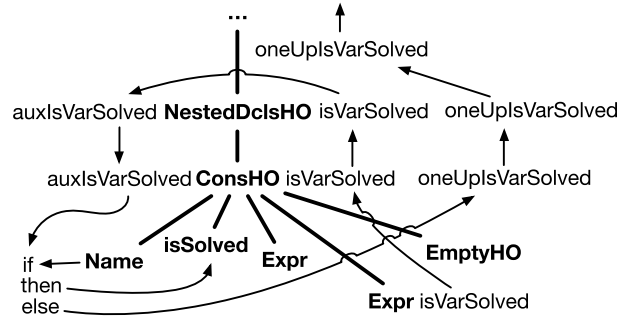 ...
oneUpIsVarSolved
auxIsVarSolved NestedDclsHO isVarSolved oneUpIsVarSolved
auxIsVarSolved ConsHO isVarSolved oneUpIsVarSolved
if Name isSolved Expr EmptyHO
then
else Expr isVarSolved